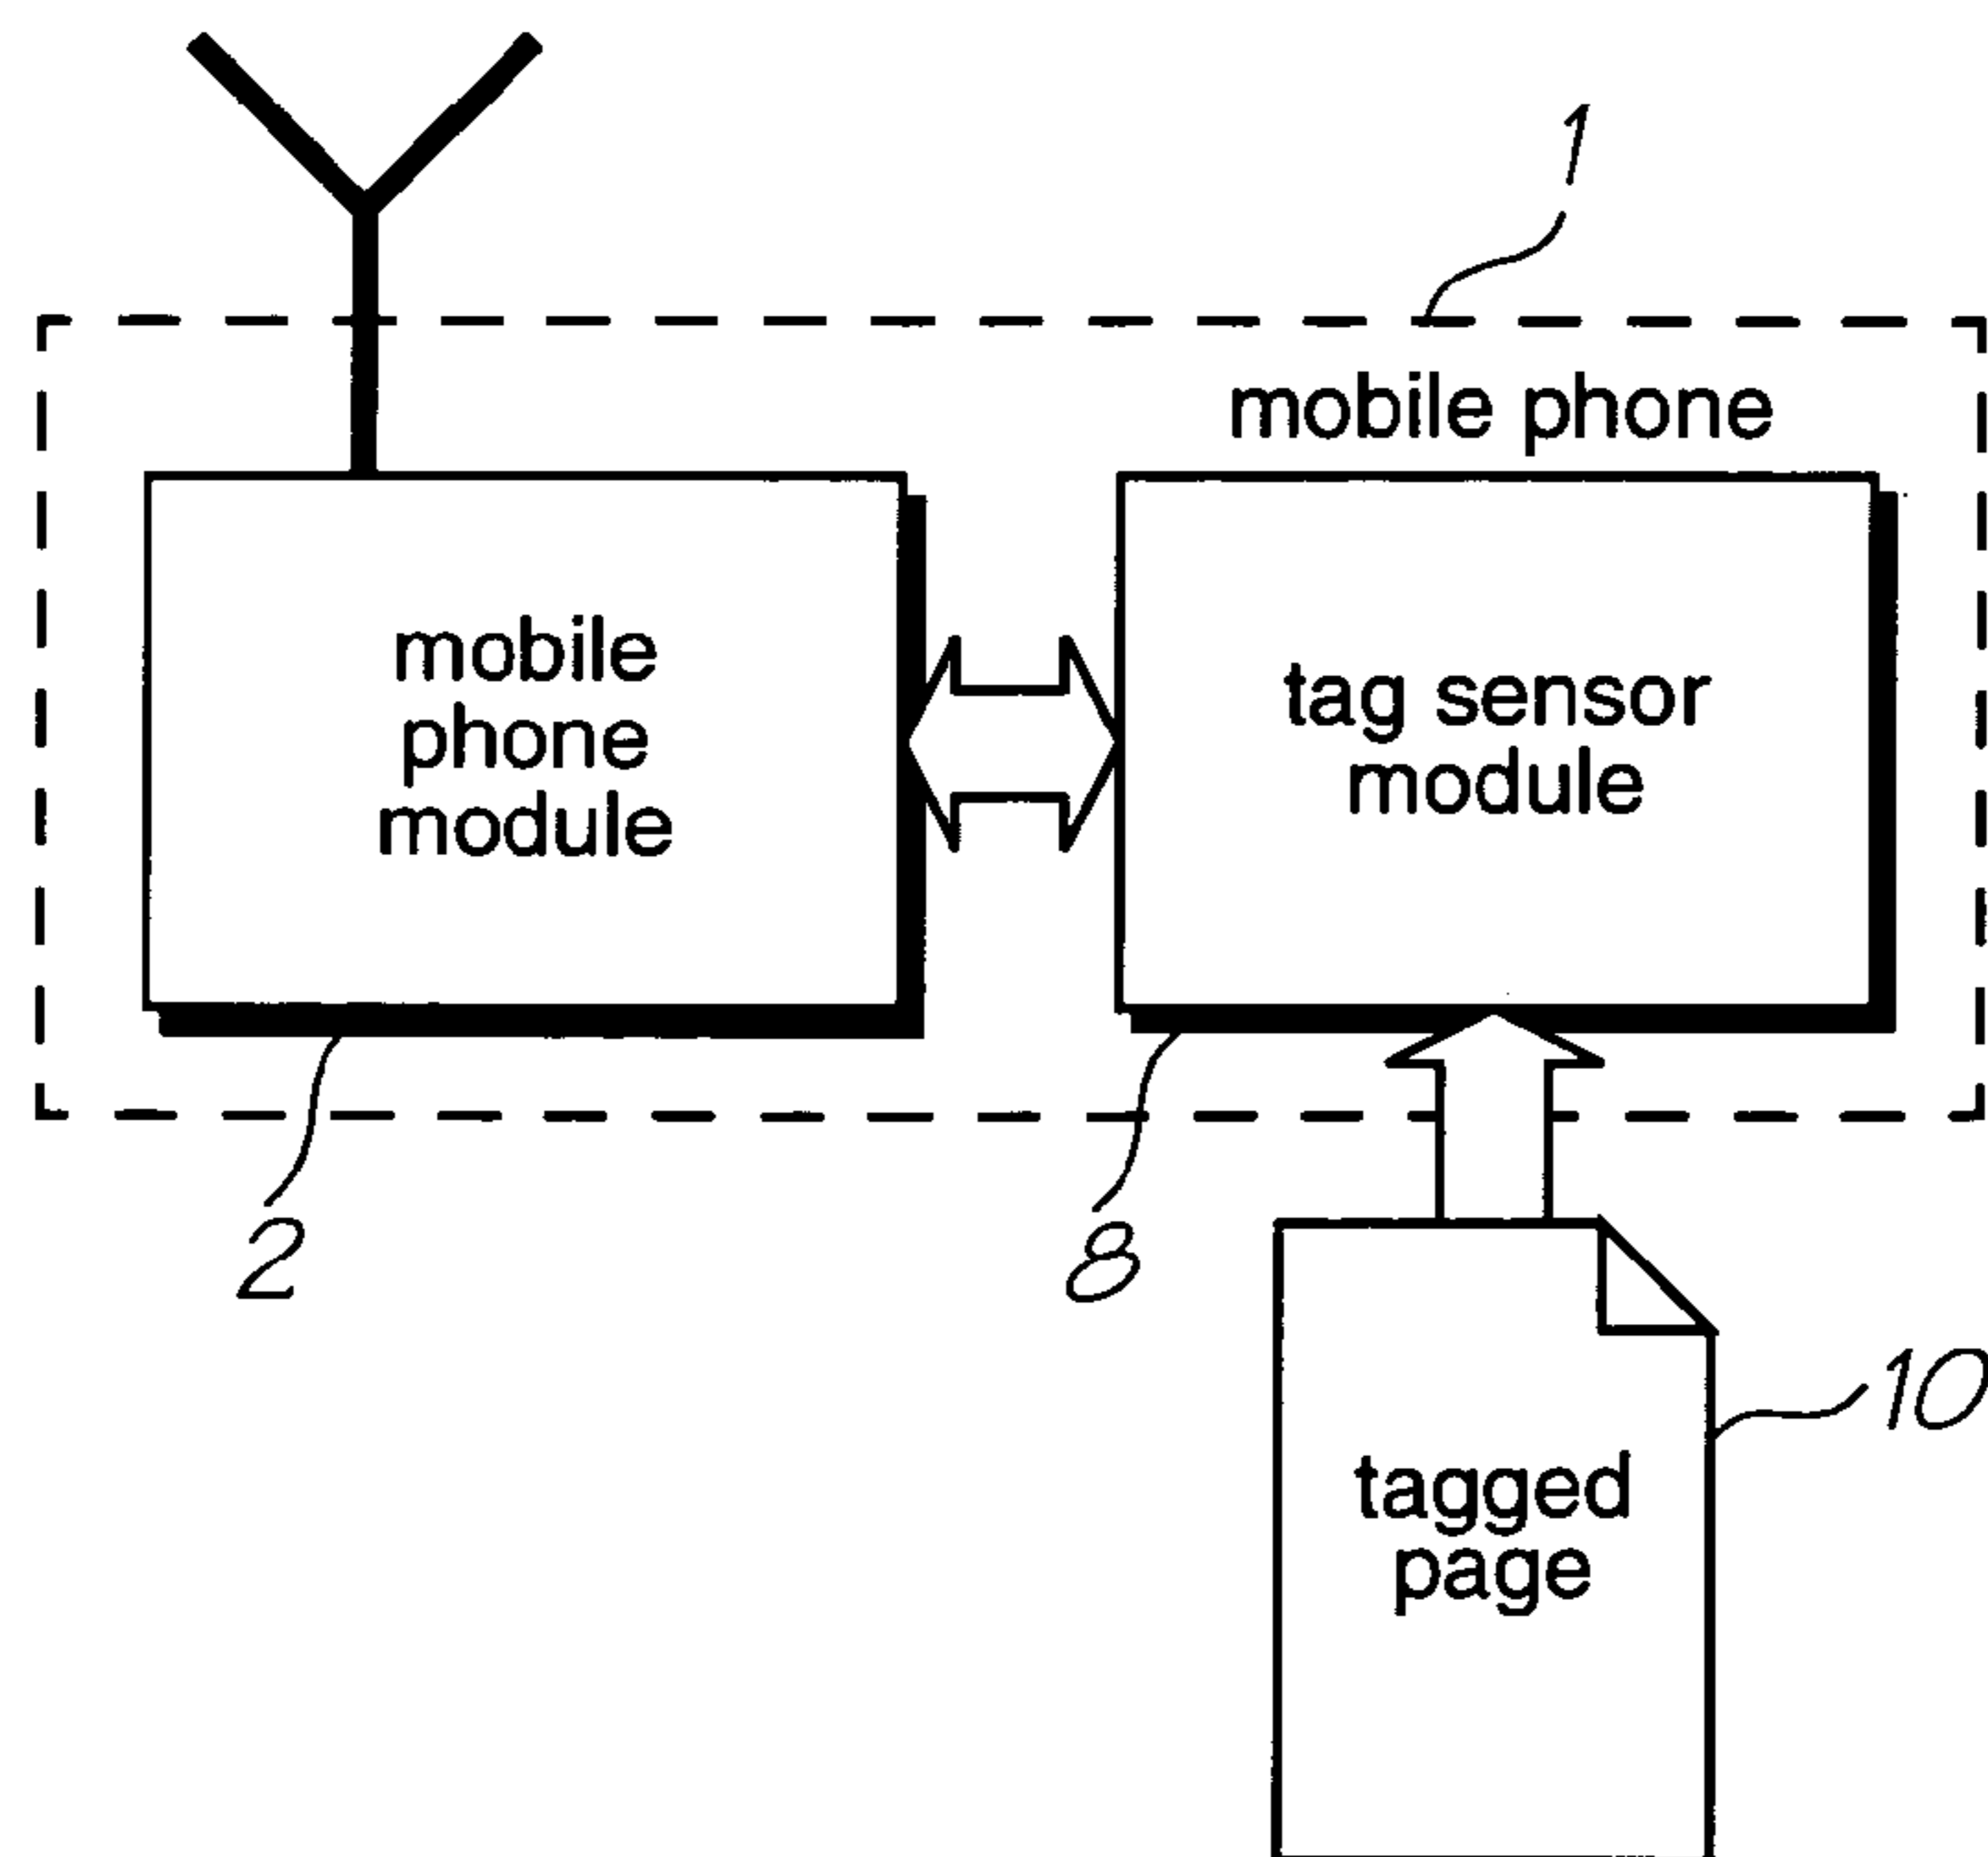 1
mobile phone
mobile
phone
module
tag sensor
module
2
8
10
tagged
page